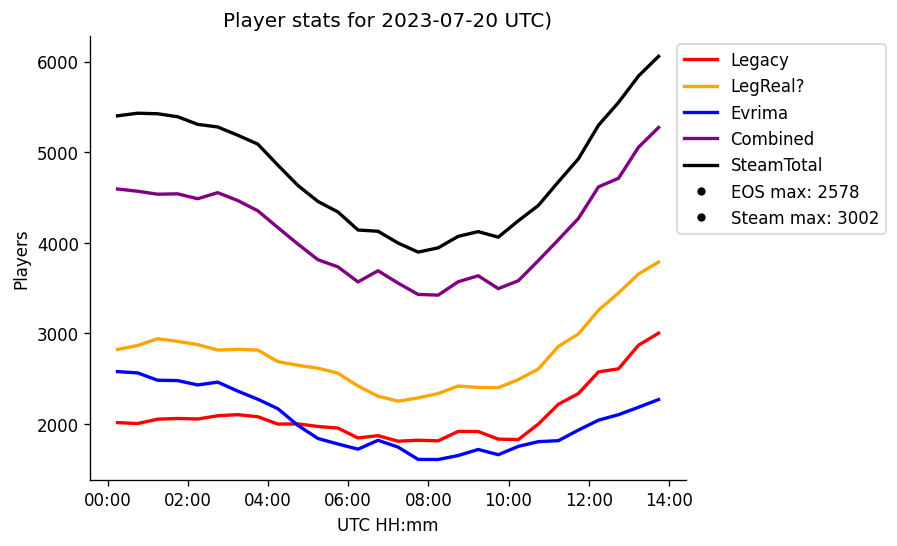 Player stats for 2023-07-20 UTC)
6000
5000
4000
3000
2000
Players
00:00 02:00 04:00 06:00 08:00 10:00 12:00 14:00
UTC HH:mm
Legacy
LegReal?
Evrima
Combined
SteamTotal
EOS max: 2578
Steam max: 3002